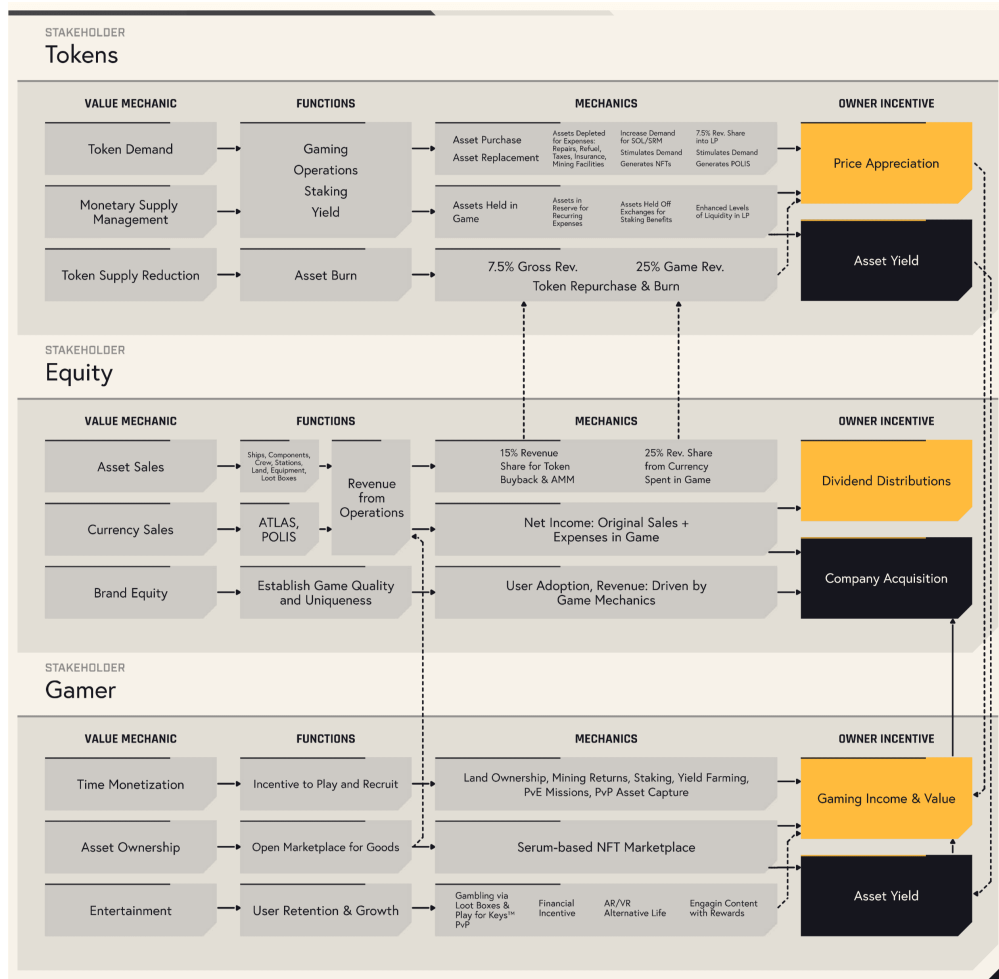 STAKEHOLDER
Tokens
VALUE MECHANIC
FUNCTIONS
MECHANICS
OWNER INCENTIVE
Token Demand
Gaming
Operations
Staking
Yield
Asset Purchase
Asset Replacement
Assets Depleted
for Expenses:
Repairs, Refuel,
Taxes, Insurance,
Mining Facilities
Increase Demand
for SOL/SRM
Stimulates Demand
Generates NFTs
7.5% Rev. Share
into LP
Stimulates Demand
Generates POLIS
Price Appreciation
Monetary Supply
Management
Assets Held in
Game
Assets in
Reserve for
Recurring
Expenses
Assets Held Off
Exchanges for
Staking Benefits
Enhanced Levels
of Liquidity in LP
Asset Yield
Token Supply Reduction
Asset Burn
7.5% Gross Rev.
25% Game Rev.
Token Repurchase & Burn
STAKEHOLDER
Equity
VALUE MECHANIC
FUNCTIONS
MECHANICS
OWNER INCENTIVE
Asset Sales
Ships, Components,
Crew, Stations,
Land, Equipment,
Loot Boxes
Revenue
from
Operations
15% Revenue
Share for Token
Buyback & AMM
25% Rev. Share
from Currency
Spent in Game
Dividend Distributions
Currency Sales
ATLAS,
POLIS
Net Income: Original Sales +
Expenses in Game
Company Acquisition
Brand Equity
Establish Game Quality
and Uniqueness
User Adoption, Revenue: Driven by
Game Mechanics
STAKEHOLDER
Gamer
VALUE MECHANIC
FUNCTIONS
MECHANICS
OWNER INCENTIVE
Time Monetization
Incentive to Play and Recruit
Land Ownership, Mining Returns, Staking, Yield Farming,
PvE Missions, PvP Asset Capture
Gaming Income & Value
Asset Ownership
Open Marketplace for Goods
Serum-based NFT Marketplace
Asset Yield
Entertainment
User Retention & Growth
Gambling via
Loot Boxes &
Play for Keys™
PvP
Financial
Incentive
AR/VR
Alternative Life
Engagin Content
with Rewards